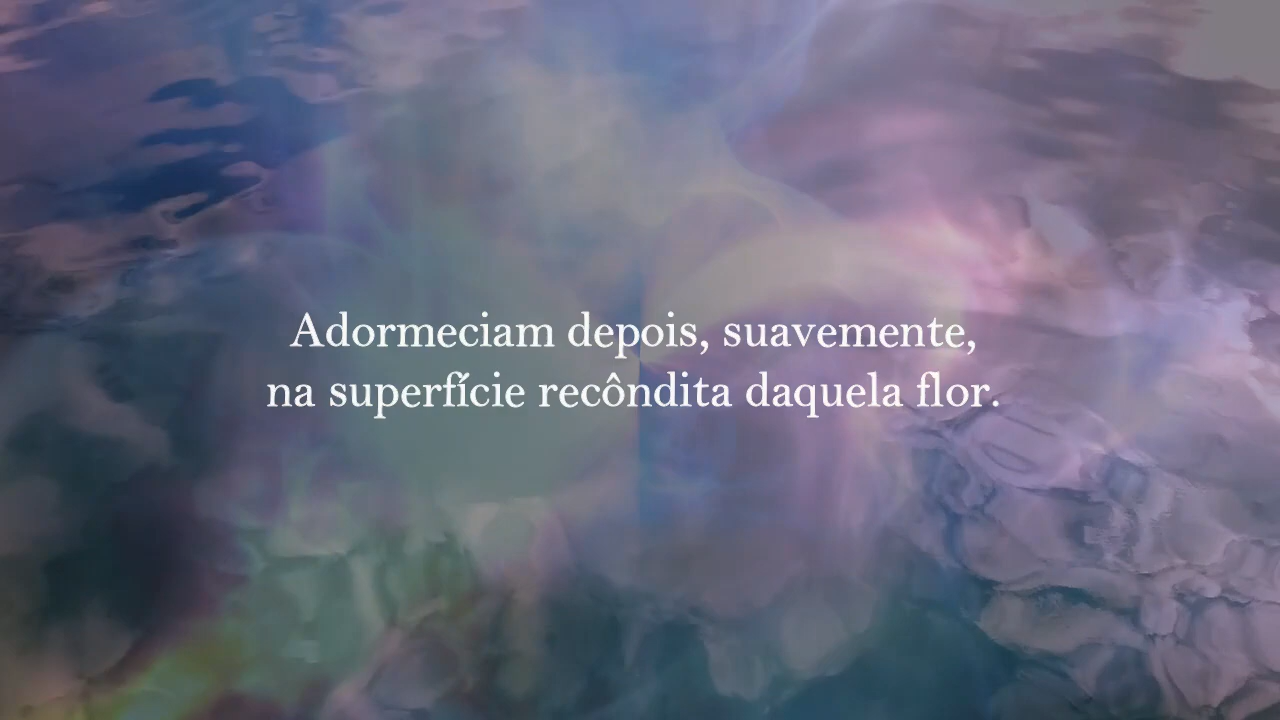 Adormeciam depois, suavemente,
na superfície recôndita daquela flor.